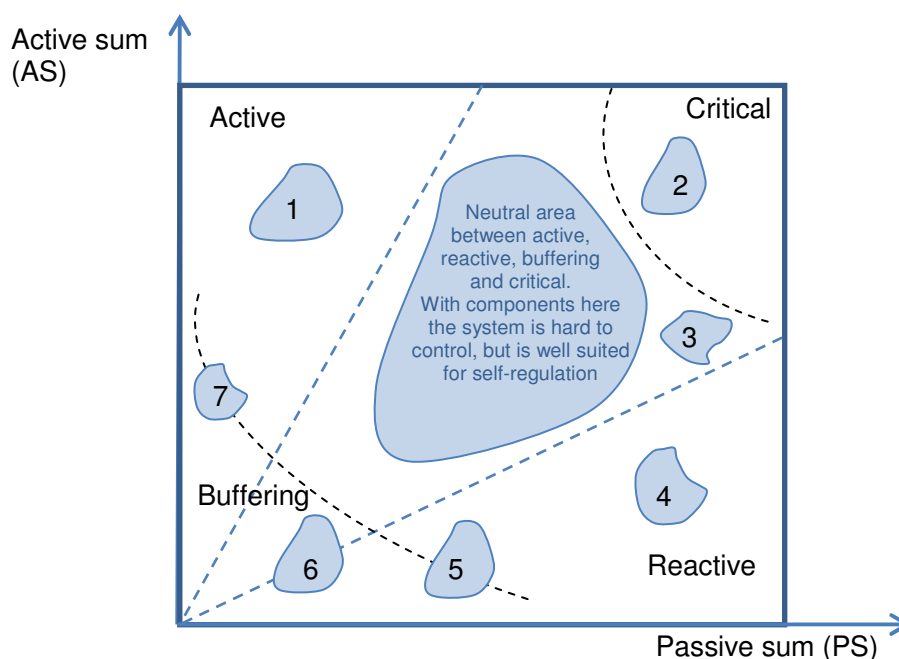 Active sum
(AS)
Active
Critical
1
2
Neutral area
between active,
reactive, buffering
and critical.
With components here
the system is hard to
control, but is well suited
for self-regulation
3
7
Buffering
4
6
5
Reactive
Passive sum (PS)